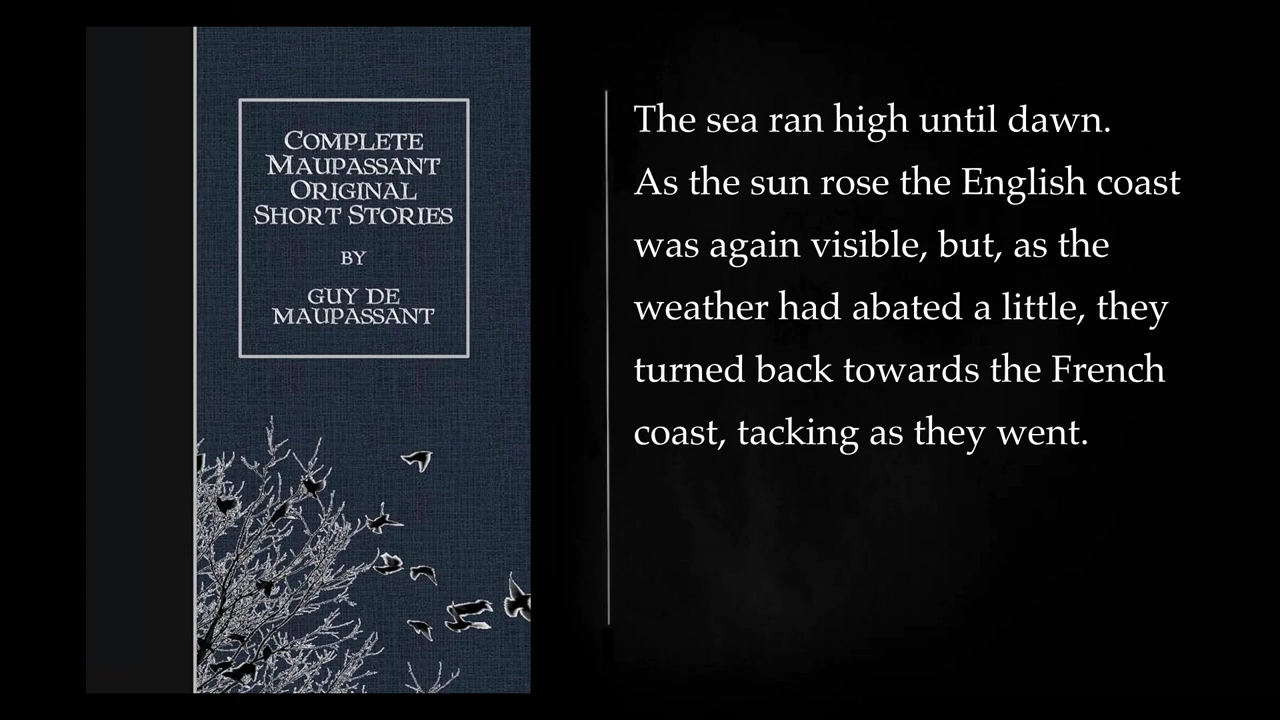 COMPLETE
MAUPASSANT
ORIGINAL
SHORT STORIES
BY
GUY DE
MAUPASSANT
The sea ran high until dawn.
As the sun rose the English coast
was again visible, but, as the
weather had abated a little, they
turned back towards the French
coast, tacking as they went.